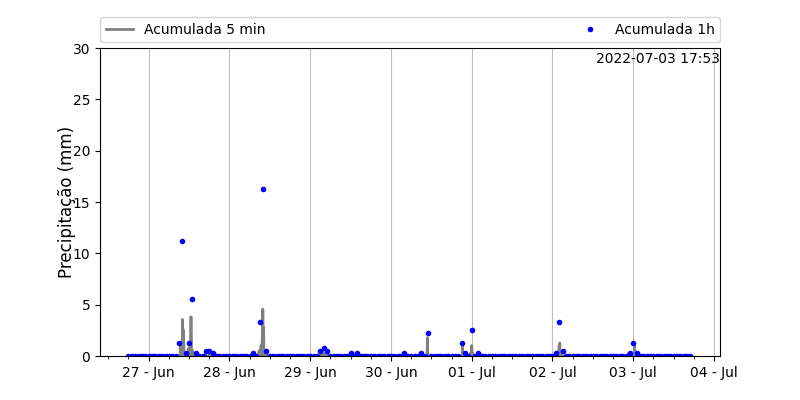 Acumulada 5 min Acumulada 1h
2022-07-03 17:53
Precipitação (mm)
30
25
20
15
10
5
0
27 - Jun 28 - Jun 29 - Jun 30 - Jun 01 - Jul 02 - Jul 03 - Jul 04 - Jul